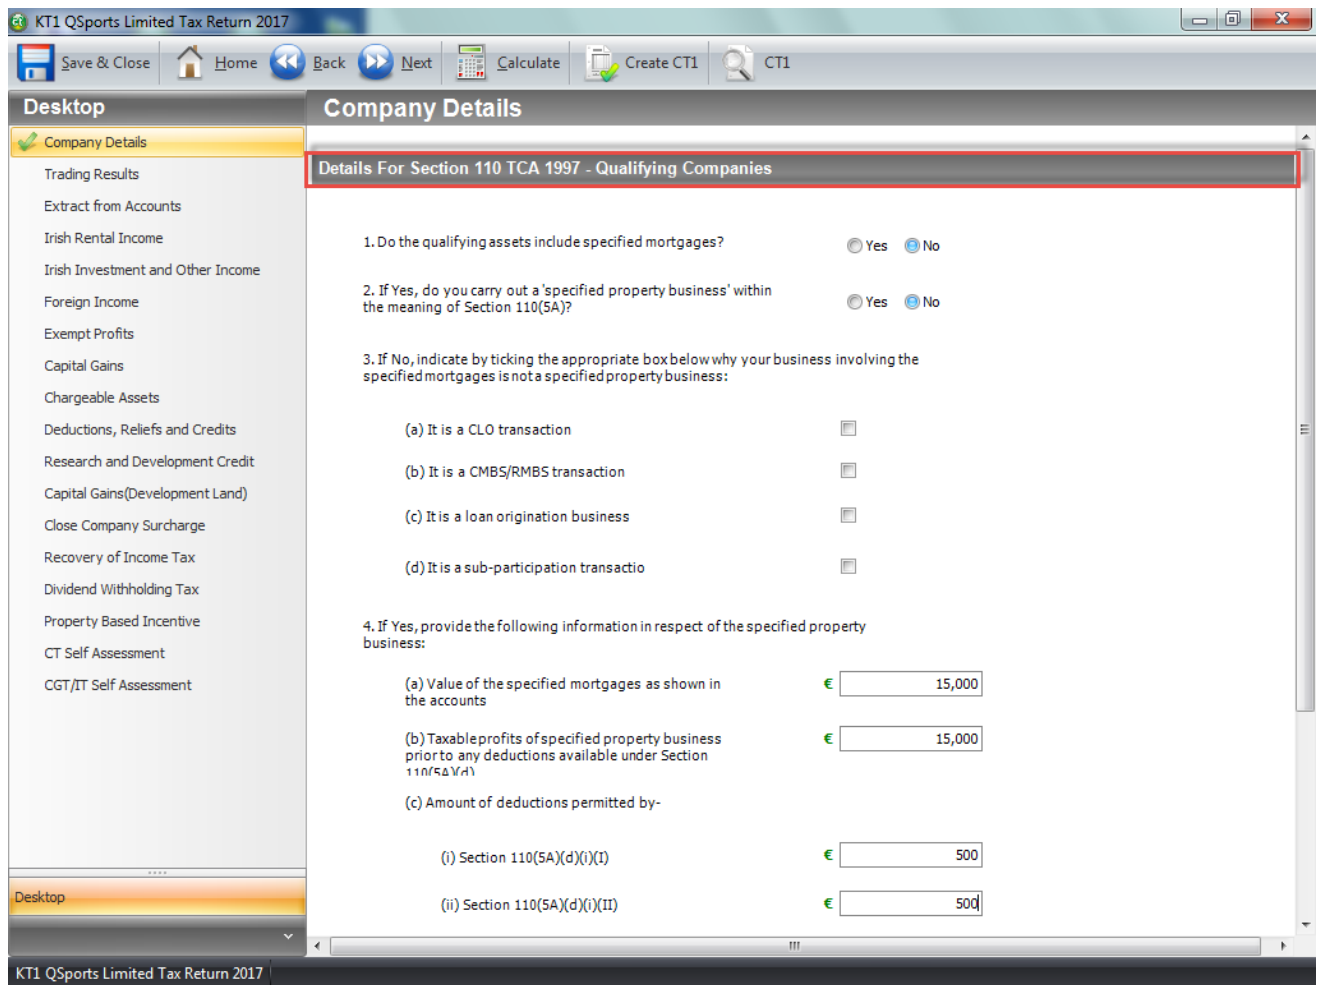 KT1 QSports Limited Tax Return 2017
Save & Close
Home
Back
Next
Calculate
Create CT1
CT1
Desktop
Company Details
Trading Results
Extract from Accounts
Irish Rental Income
Irish Investment and Other Income
Foreign Income
Exempt Profits
Capital Gains
Chargeable Assets
Deductions, Reliefs and Credits
Research and Development Credit
Capital Gains(Development Land)
Close Company Surcharge
Recovery of Income Tax
Dividend Withholding Tax
Property Based Incentive
CT Self Assessment
CGT/IT Self Assessment
Desktop
Company Details
Details For Section 110 TCA 1997 - Qualifying Companies
1. Do the qualifying assets include specified mortgages?
Yes No
2. If Yes, do you carry out a 'specified property business' within
the meaning of Section 110(5A)?
Yes No
3. If No, indicate by ticking the appropriate box below why your business involving the
specified mortgages is not a specified property business:
(a) It is a CLO transaction
(b) It is a CMBS/RMBS transaction
(c) It is a loan origination business
(d) It is a sub-participation transactio
4. If Yes, provide the following information in respect of the specified property
business:
(a) Value of the specified mortgages as shown in
the accounts
€ 15,000
(b) Taxable profits of specified property business
prior to any deductions available under Section
110(5A)(d)
€ 15,000
(c) Amount of deductions permitted by-
(i) Section 110(5A)(d)(i)(I)
€ 500
(ii) Section 110(5A)(d)(i)(II)
€ 500
KT1 QSports Limited Tax Return 2017